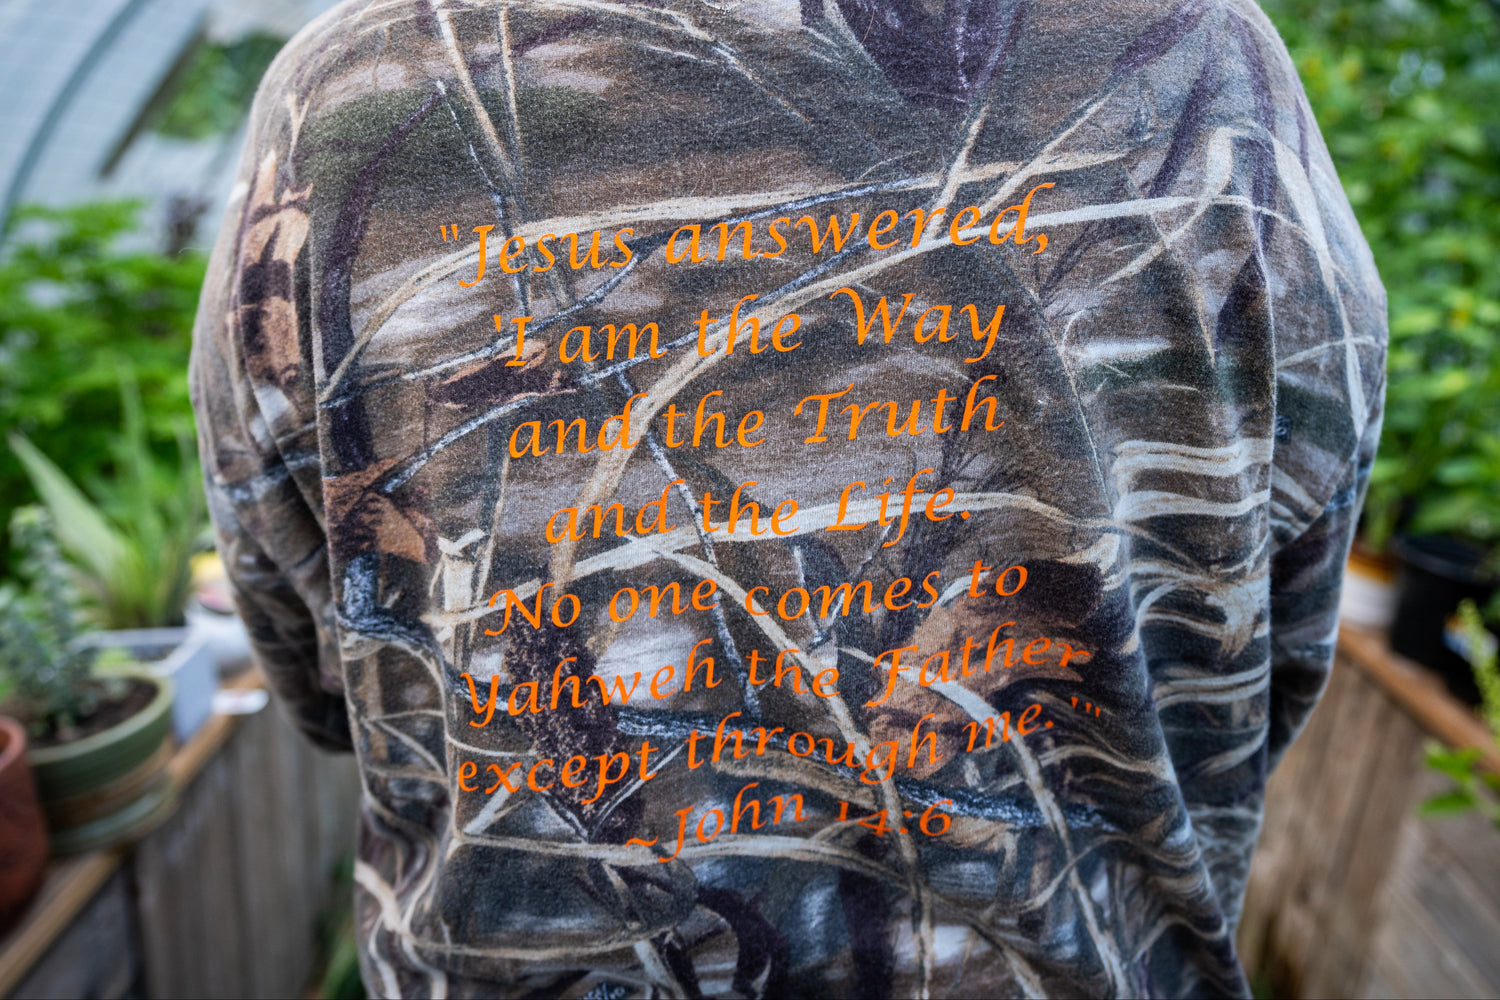 "Jesus answered,
'I am the Way
and the Truth
and the Life.
No one comes to
Yahweh the Father
except through me.'"
~John 14:6